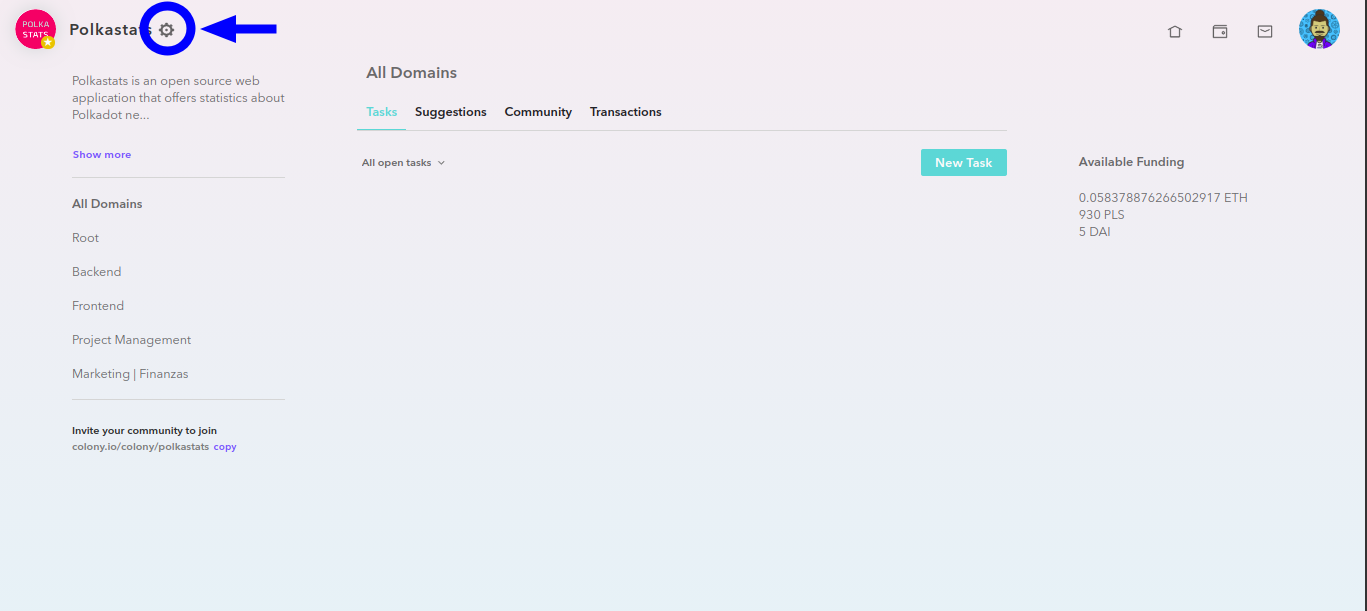 POLKA
STATS
Polkastats
Polkastats is an open source web
application that offers statistics about
Polkadot ne...
Show more
All Domains
Root
Backend
Frontend
Project Management
Marketing | Finanzas
Invite your community to join
colony.io/colony/polkastats copy
All Domains
Tasks Suggestions Community Transactions
All open tasks
New Task
Available Funding
0.058378876266502917 ETH
930 PLS
5 DAI